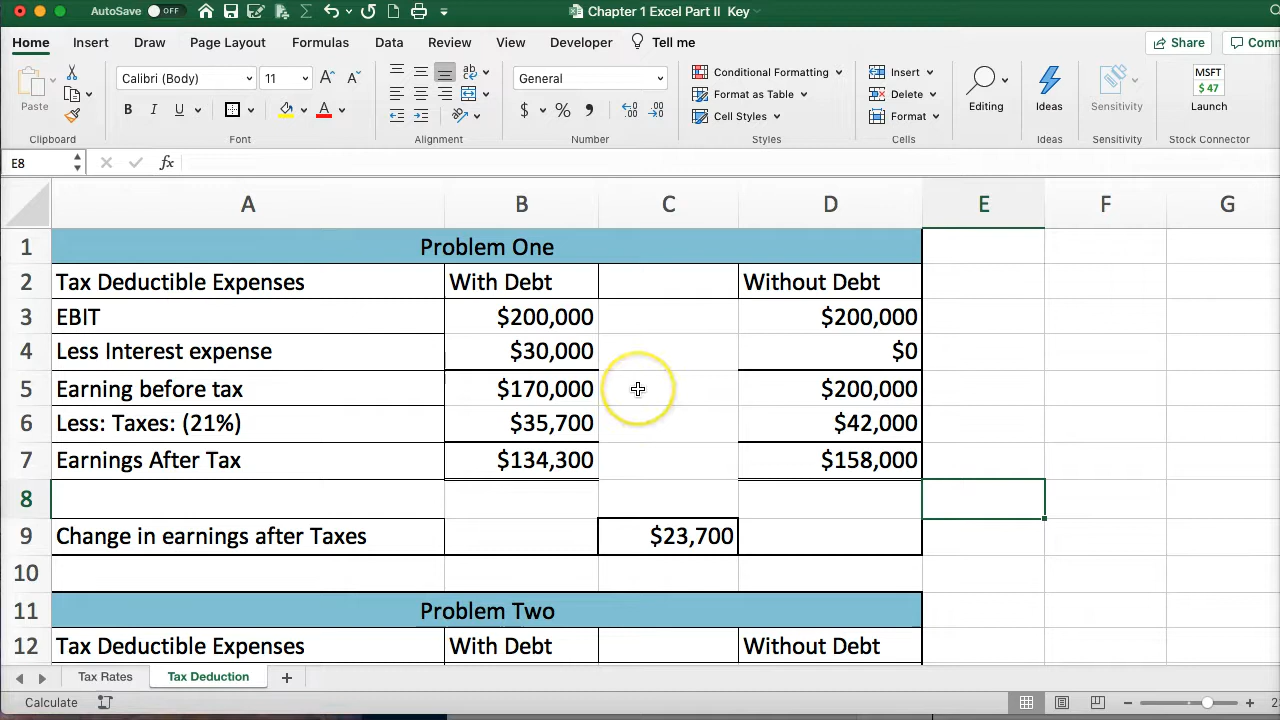 AutoSave OFF Chapter 1 Excel Part II Key
Home Insert Draw Page Layout Formulas Data Review View Developer Tell me Share Comm
Paste Calibri (Body) 11 A A ab General Conditional Formatting Insert Editing Ideas Sensitivity MSFT
$ 47
Launch
B I U A $ % Format as Table Delete
Cell Styles Format
Clipboard Font Alignment Number Styles Cells Ideas Sensitivity Stock Connector
E8 fx
A B C D E F G
1 Problem One
2 Tax Deductible Expenses With Debt Without Debt
3 EBIT $200,000 $200,000
4 Less Interest expense $30,000 $0
5 Earning before tax $170,000 $200,000
6 Less: Taxes: (21%) $35,700 $42,000
7 Earnings After Tax $134,300 $158,000
8
9 Change in earnings after Taxes $23,700
10
11 Problem Two
12 Tax Deductible Expenses With Debt Without Debt
Tax Rates Tax Deduction
Calculate